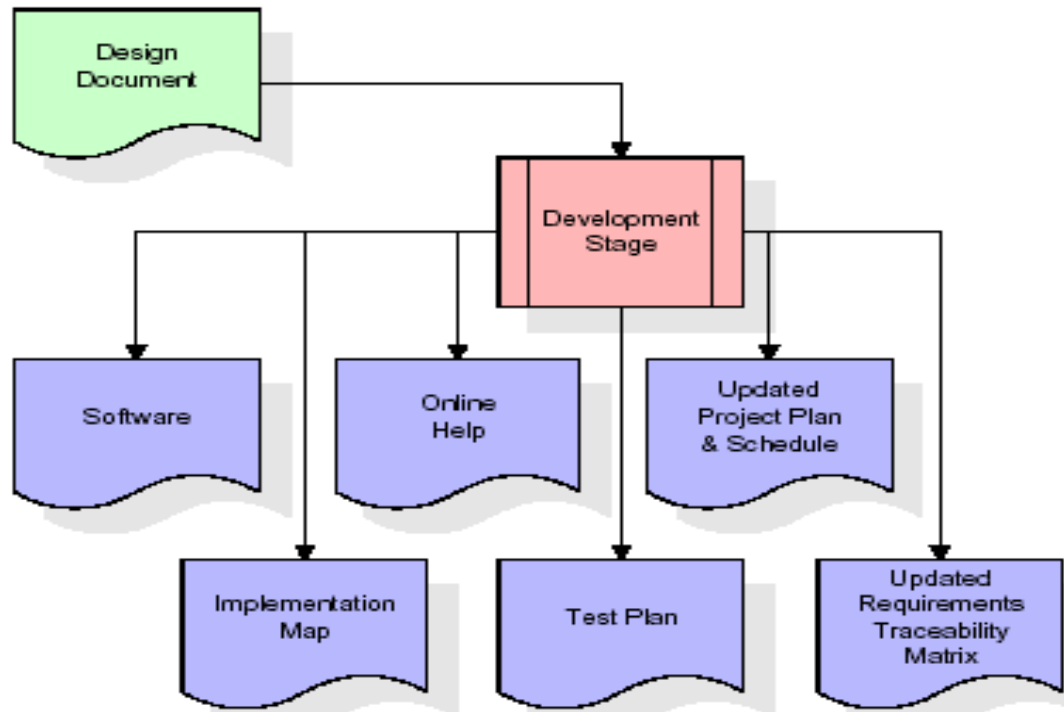 Design
Document
Development
Stage
Software
Online
Help
Updated
Project Plan
& Schedule
Implementation
Map
Test Plan
Updated
Requirements
Traceability
Matrix